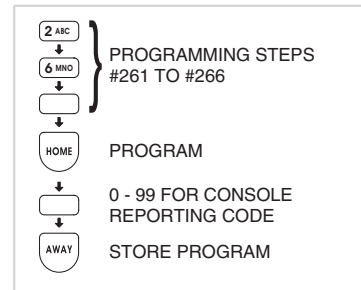 2 ABC
PROGRAMMING STEPS
6 MNO
#261 TO #266
HOME
PROGRAM
0 - 99 FOR CONSOLE
REPORTING CODE
AWAY
STORE PROGRAM